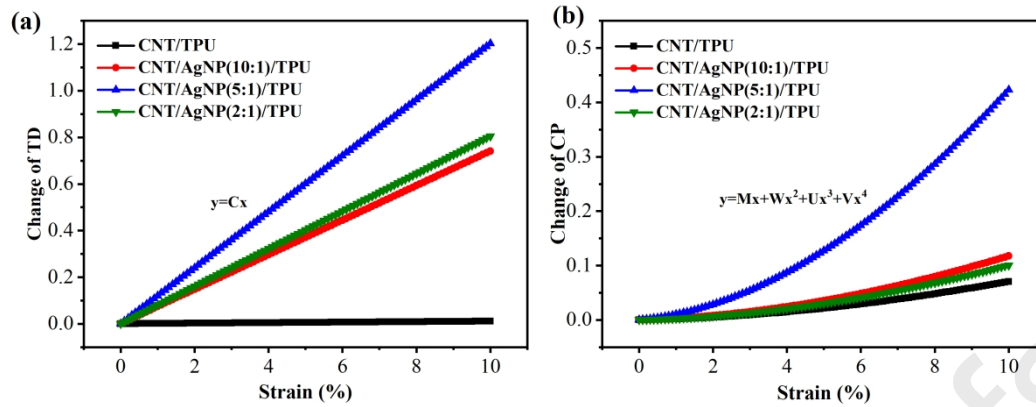 (a)
1.2
1.0
0.8
0.6
0.4
0.2
0.0
Change of TD
CNT/TPU
CNT/AgNP(10:1)/TPU
CNT/AgNP(5:1)/TPU
CNT/AgNP(2:1)/TPU
y=Cx
0 2 4 6 8 10
Strain (%)
(b)
0.5
0.4
0.3
0.2
0.1
0.0
Change of CP
CNT/TPU
CNT/AgNP(10:1)/TPU
CNT/AgNP(5:1)/TPU
CNT/AgNP(2:1)/TPU
y=Mx+Wx²+Ux³+Vx⁴
0 2 4 6 8 10
Strain (%)